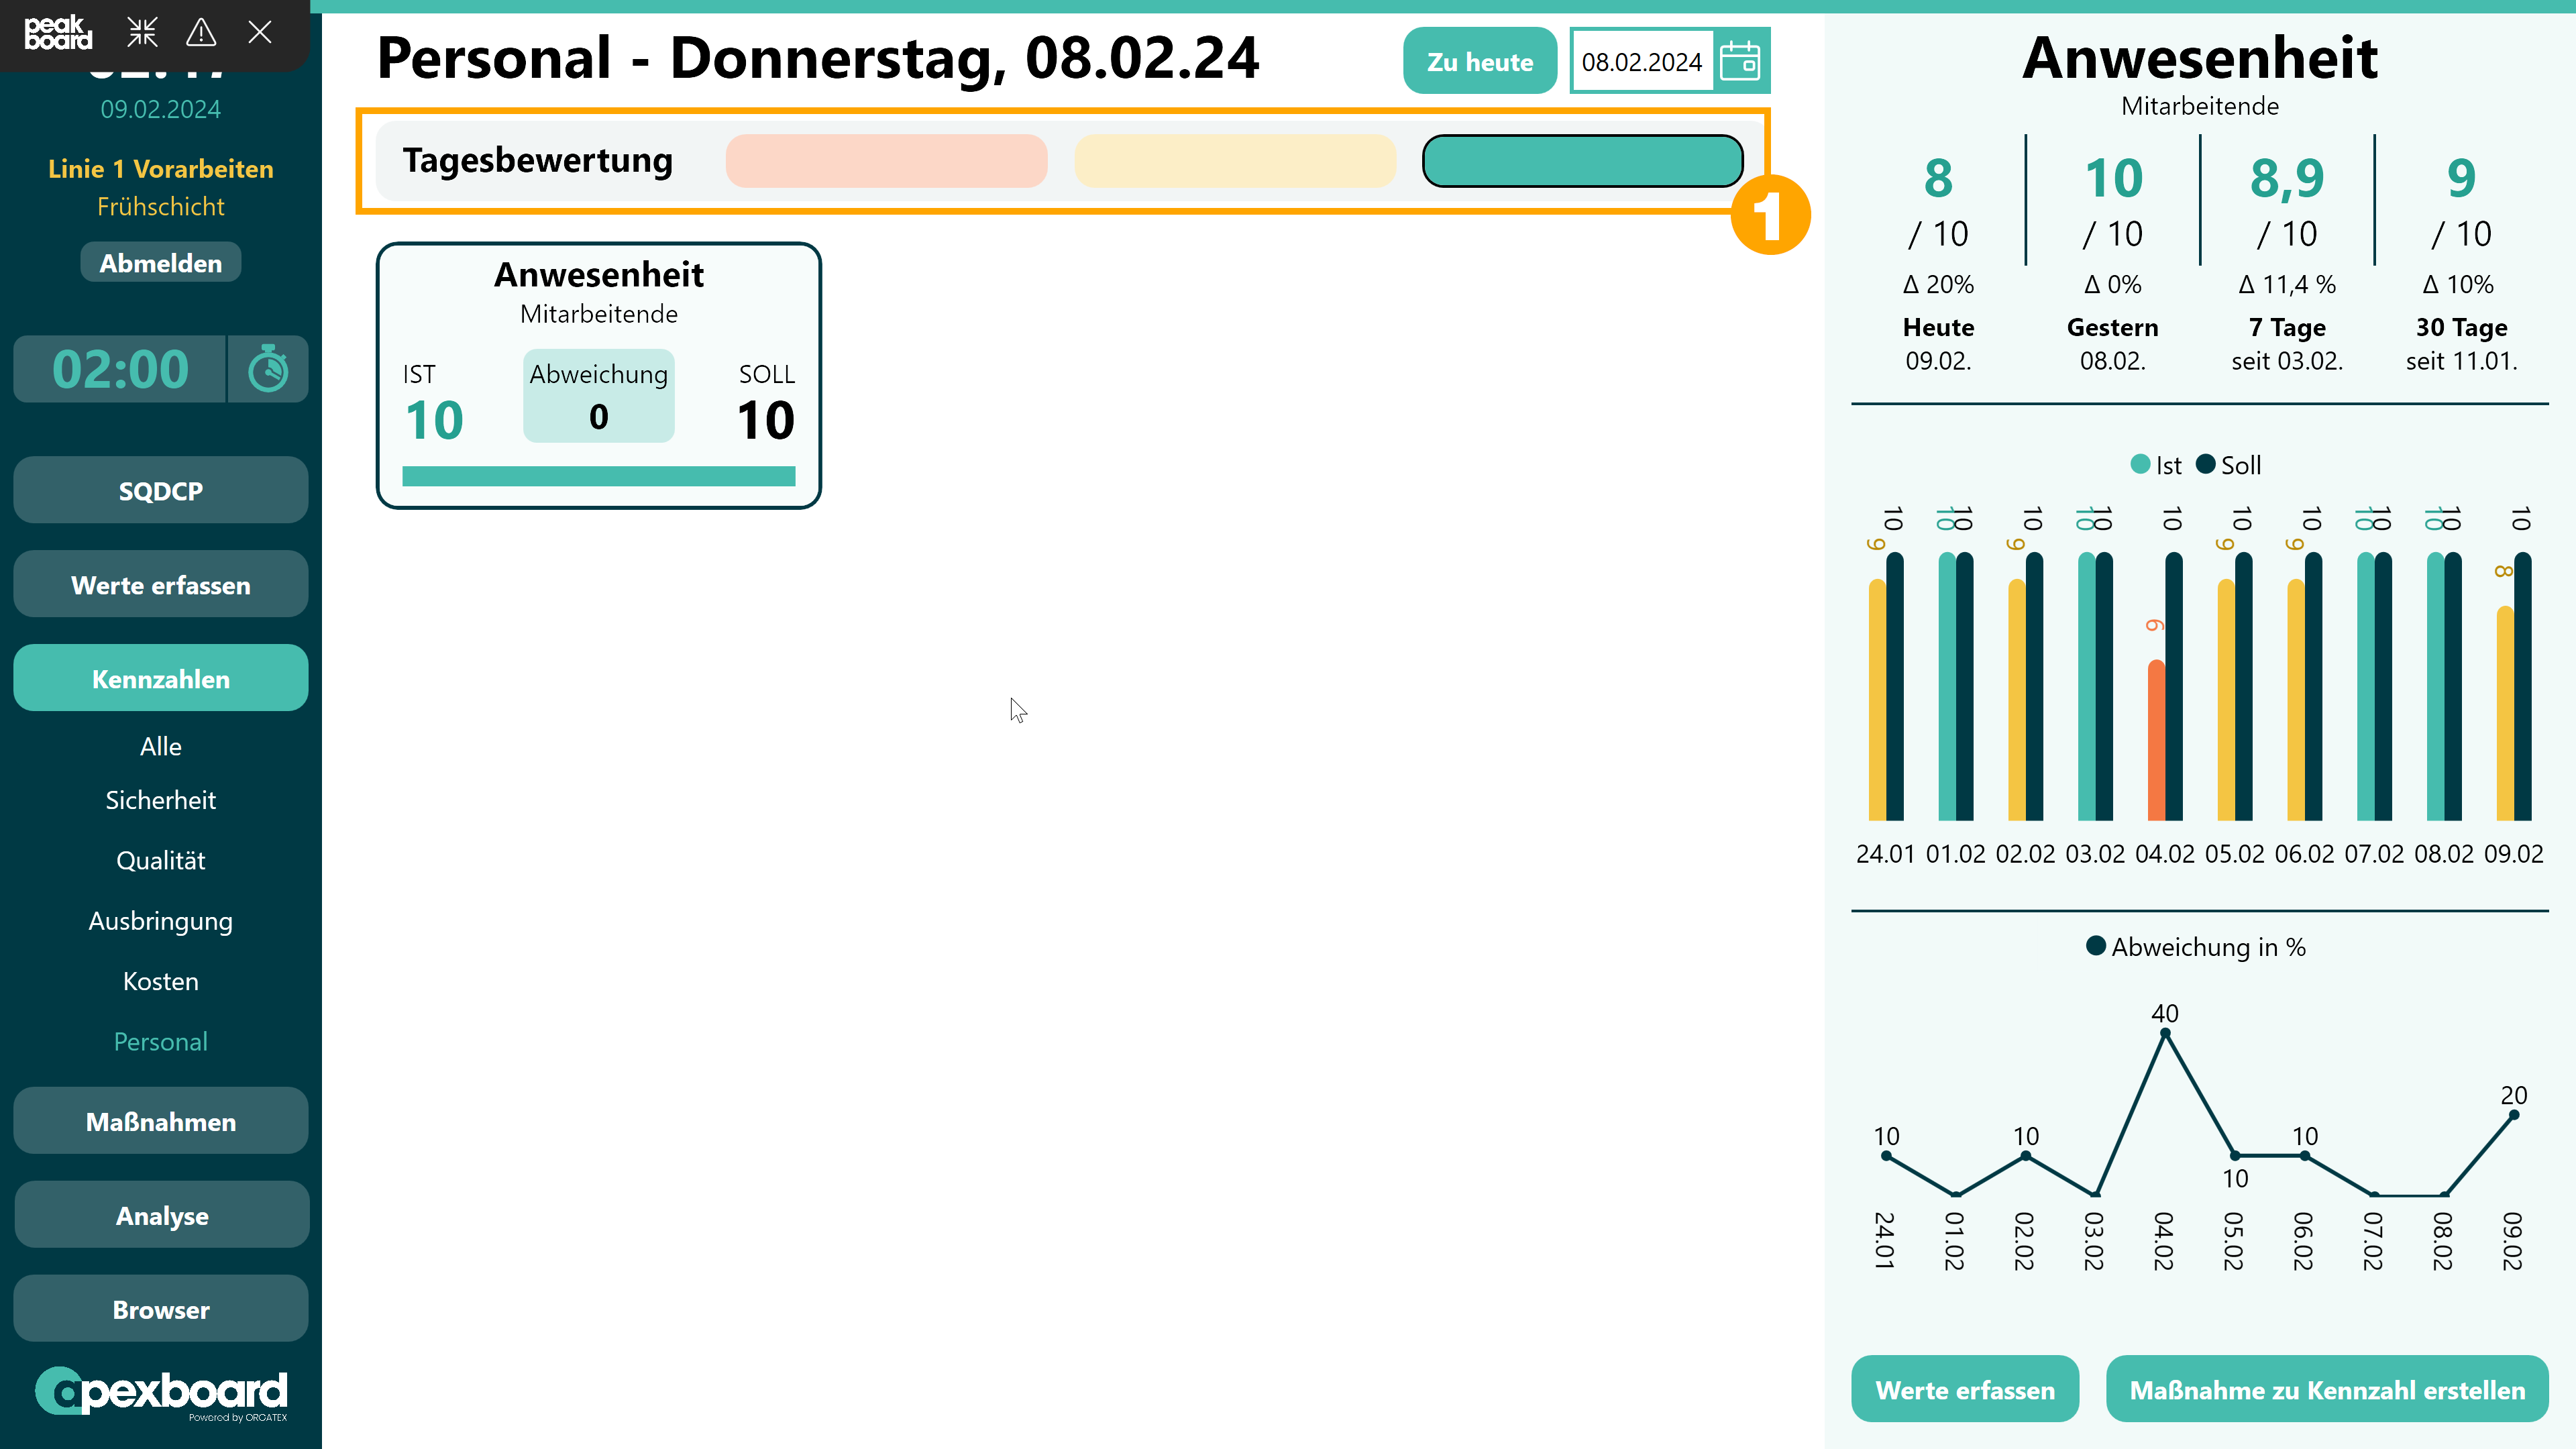 peak
board
09.02.2024
Linie 1 Vorarbeiten
Frühschicht
Abmelden
02:00
SQDCP
Werte erfassen
Kennzahlen
Alle
Sicherheit
Qualität
Ausbringung
Kosten
Personal
Maßnahmen
Analyse
Browser
apexboard
Powered by ORCATEX
Personal - Donnerstag, 08.02.24
Zu heute
08.02.2024
Tagesbewertung
1
Anwesenheit
Mitarbeitende
IST Abweichung SOLL
10 0 10
Anwesenheit
Mitarbeitende
8 10 8,9 9
/ 10 / 10 / 10 / 10
Δ 20% Δ 0% Δ 11,4 % Δ 10%
Heute Gestern 7 Tage 30 Tage
09.02. 08.02. seit 03.02. seit 11.01.
Ist Soll
9 10 10 10 9 10 10 10 6 10 9 10 9 10 10 10 10 10 8 10
24.01 01.02 02.02 03.02 04.02 05.02 06.02 07.02 08.02 09.02
Abweichung in %
10 10 40 10 10 20
24.01 01.02 02.02 03.02 04.02 05.02 06.02 07.02 08.02 09.02
Werte erfassen
Maßnahme zu Kennzahl erstellen